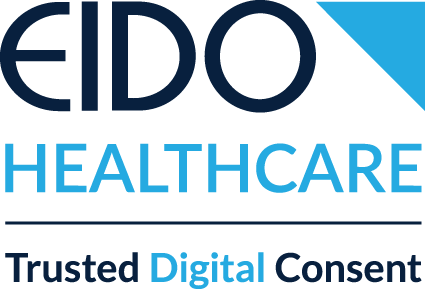 EIDO
HEALTHCARE
Trusted Digital Consent